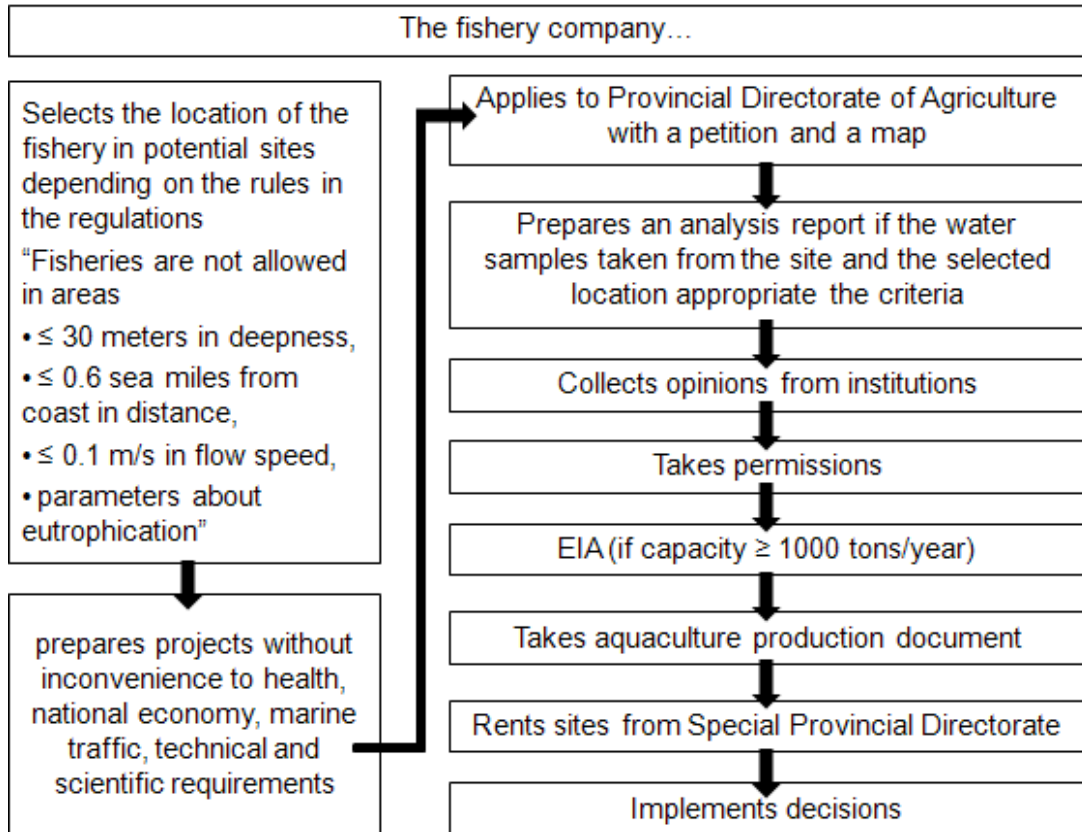 The fishery company…
Selects the location of the
fishery in potential sites
depending on the rules in
the regulations
“Fisheries are not allowed
in areas
• ≤ 30 meters in deepness,
• ≤ 0.6 sea miles from
coast in distance,
• ≤ 0.1 m/s in flow speed,
• parameters about
eutrophication”
prepares projects without
inconvenience to health,
national economy, marine
traffic, technical and
scientific requirements
Applies to Provincial Directorate of Agriculture
with a petition and a map
Prepares an analysis report if the water
samples taken from the site and the selected
location appropriate the criteria
Collects opinions from institutions
Takes permissions
EIA (if capacity ≥ 1000 tons/year)
Takes aquaculture production document
Rents sites from Special Provincial Directorate
Implements decisions